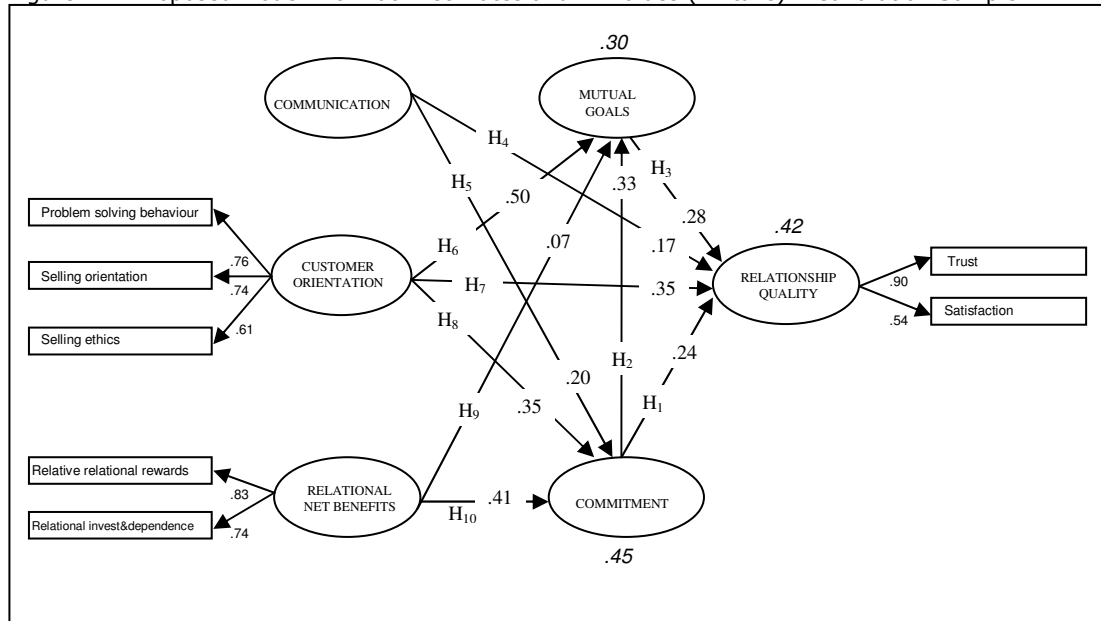 .30
COMMUNICATION
MUTUAL
GOALS
H4
H3
H5
.33
.50
.28
Problem solving behaviour
.42
.17
H6
.07
.76
Selling orientation
CUSTOMER
ORIENTATION
RELATIONSHIP
QUALITY
Trust
.74
H7
.35
.90
Satisfaction
.54
.61
H8
Selling ethics
H2
.24
.20
.35
H1
H9
Relative relational rewards
.83
RELATIONAL
NET BENEFITS
.41
COMMITMENT
H10
Relational invest&dependence
.74
.45